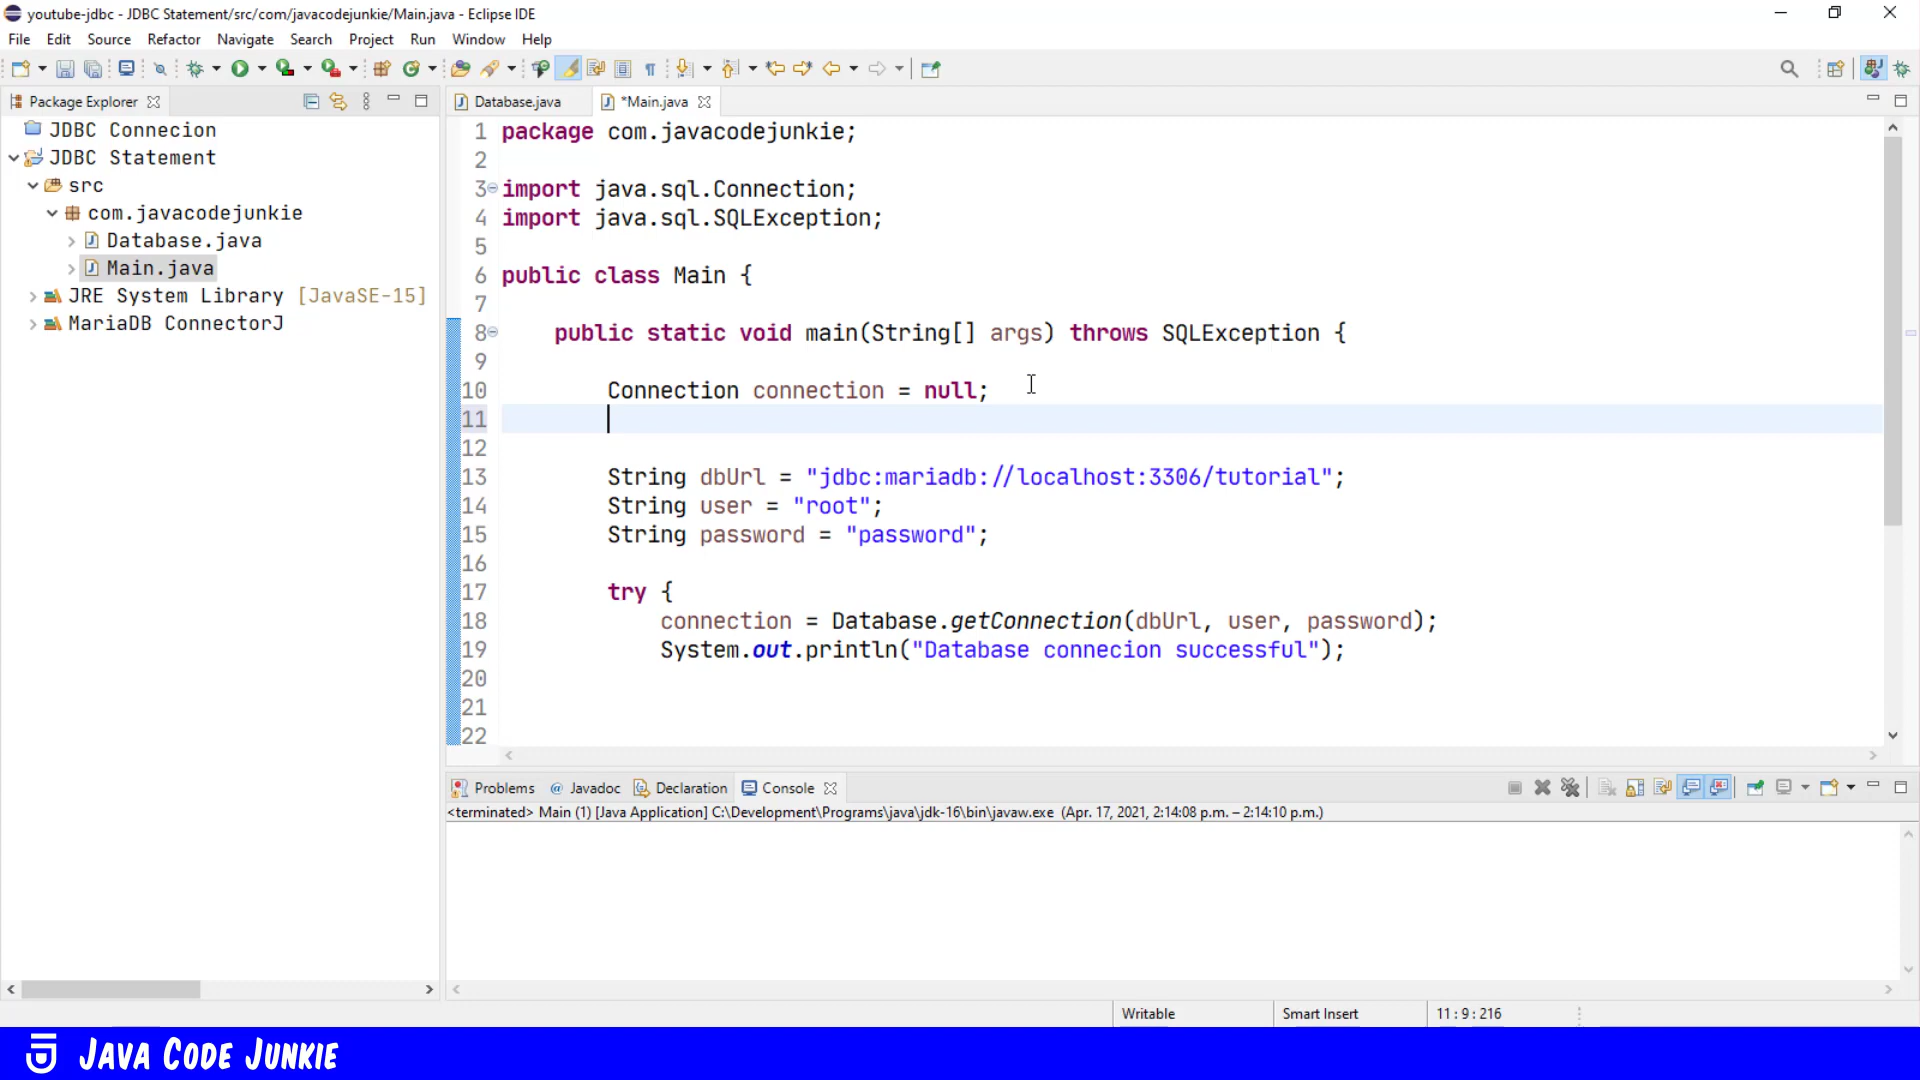 youtube-jdbc - JDBC Statement/src/com/javacodejunkie/Main.java - Eclipse IDE
File Edit Source Refactor Navigate Search Project Run Window Help
Package Explorer
Database.java *Main.java
JDBC Connecion
JDBC Statement
src
com.javacodejunkie
Database.java
Main.java
JRE System Library [JavaSE-15]
MariaDB ConnectorJ
1 package com.javacodejunkie;
2
3 import java.sql.Connection;
4 import java.sql.SQLException;
5
6 public class Main {
7
8 public static void main(String[] args) throws SQLException {
9
10 Connection connection = null;
11
12
13 String dbUrl = "jdbc:mariadb://localhost:3306/tutorial";
14 String user = "root";
15 String password = "password";
16
17 try {
18 connection = Database.getConnection(dbUrl, user, password);
19 System.out.println("Database connecion successful");
20
21
22
Problems @ Javadoc Declaration Console
<terminated> Main (1) [Java Application] C:\Development\Programs\java\jdk-16\bin\javaw.exe (Apr. 17, 2021, 2:14:08 p.m. – 2:14:10 p.m.)
Writable Smart Insert 11 : 9 : 216
JAVA CODE JUNKIE